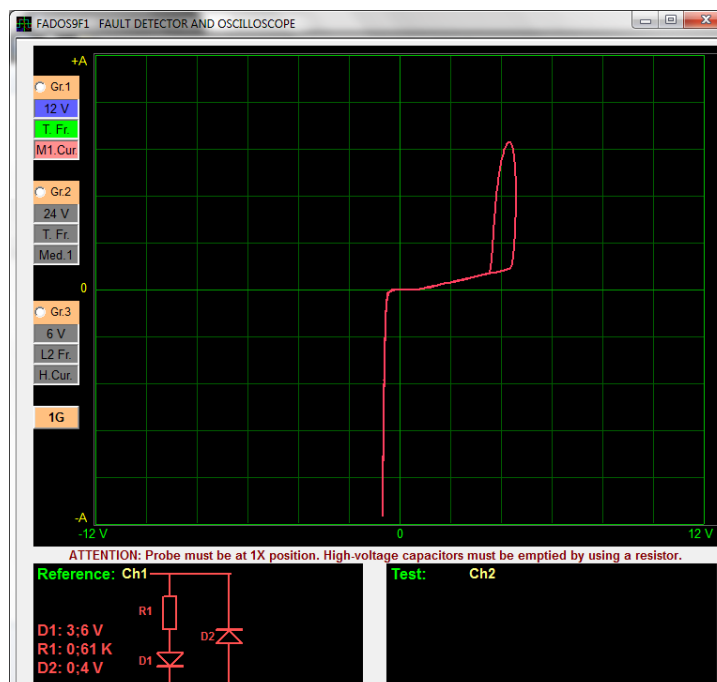 FADOS9F1 FAULT DETECTOR AND OSCILLOSCOPE
+A
Gr.1
12 V
T. Fr.
M1.Cur
Gr.2
24 V
T. Fr.
Med.1
0
Gr.3
6 V
L2 Fr.
H.Cur.
1G
-A
-12 V
0
12 V
ATTENTION: Probe must be at 1X position. High-voltage capacitors must be emptied by using a resistor.
Reference: Ch1
R1
D1: 3;6 V
R1: 0;61 K
D2: 0;4 V
D2
D1
Test: Ch2